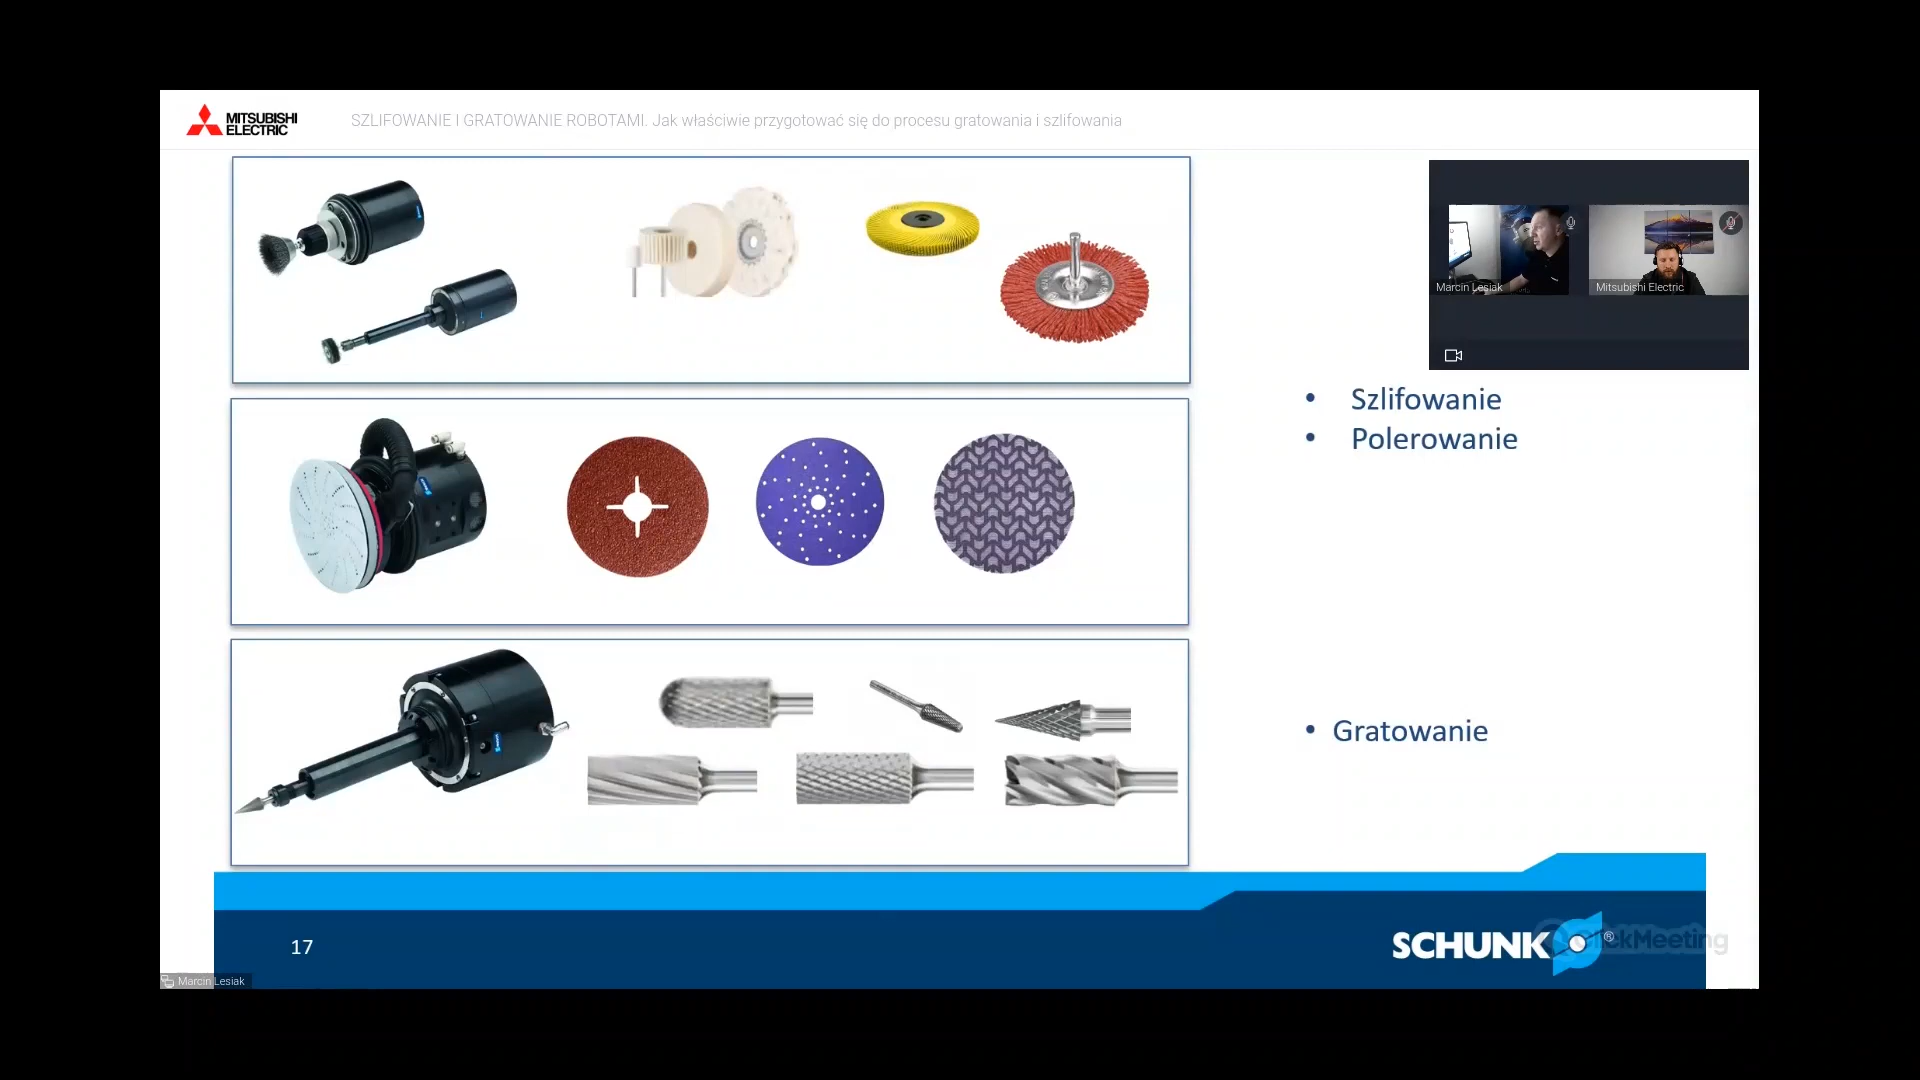 MITSUBISHI
ELECTRIC
SZLIFOWANIE I GRATOWANIE ROBOTAMI. Jak właściwie przygotować się do procesu gratowania i szlifowania
Marcin Lesiak
Mitsubishi Electric
• Szlifowanie
• Polerowanie
• Gratowanie
17
SCHUNK ®
ClickMeeting
Marcin Lesiak